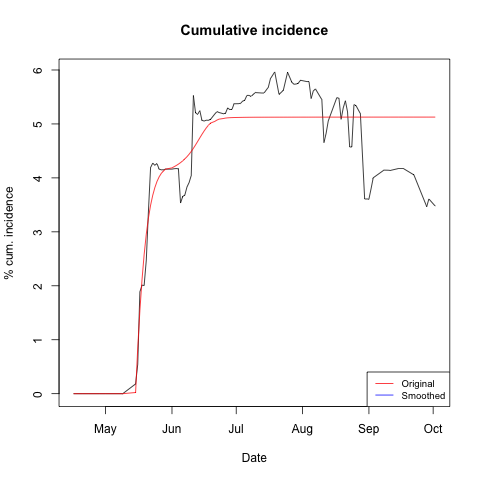 Cumulative incidence
% cum. incidence
6
5
4
3
2
1
0
May Jun Jul Aug Sep Oct
Date
Original
Smoothed